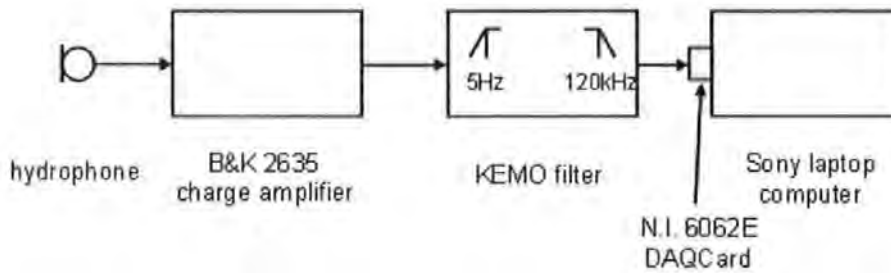 5Hz
120kHz
hydrophone
B&K 2635
charge amplifier
KEMO filter
Sony laptop
computer
N.I. 6062E
DAQCard